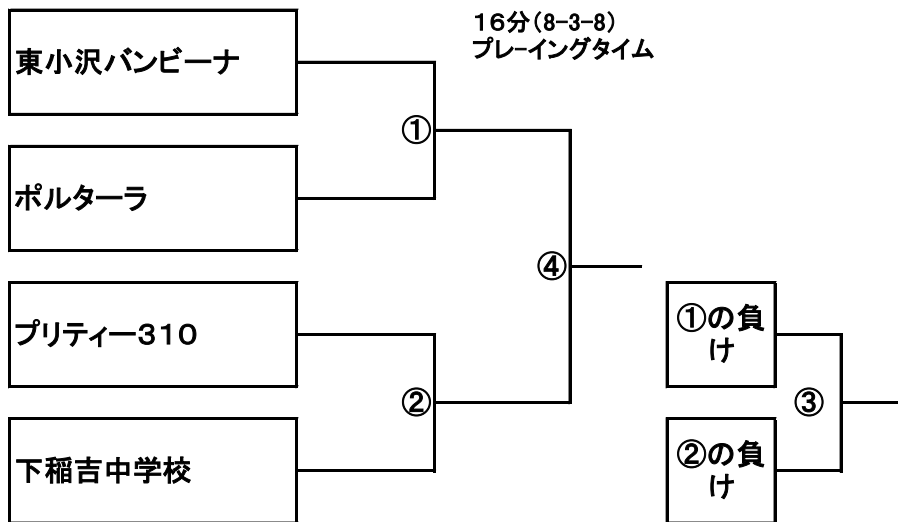 16分(8-3-8)
プレーイングタイム
東小沢バンビーナ
①
ポルターラ
④
プリティー310
②
下稲吉中学校
①の負
け
③
②の負
け